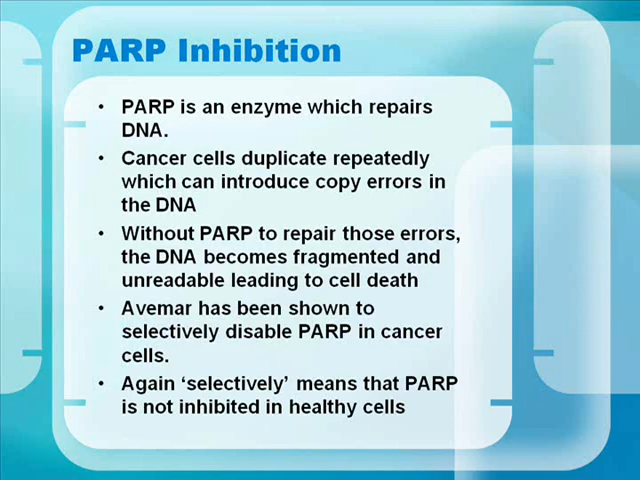 PARP Inhibition
• PARP is an enzyme which repairs
DNA.
• Cancer cells duplicate repeatedly
which can introduce copy errors in
the DNA
• Without PARP to repair those errors,
the DNA becomes fragmented and
unreadable leading to cell death
• Avemar has been shown to
selectively disable PARP in cancer
cells.
• Again ‘selectively’ means that PARP
is not inhibited in healthy cells